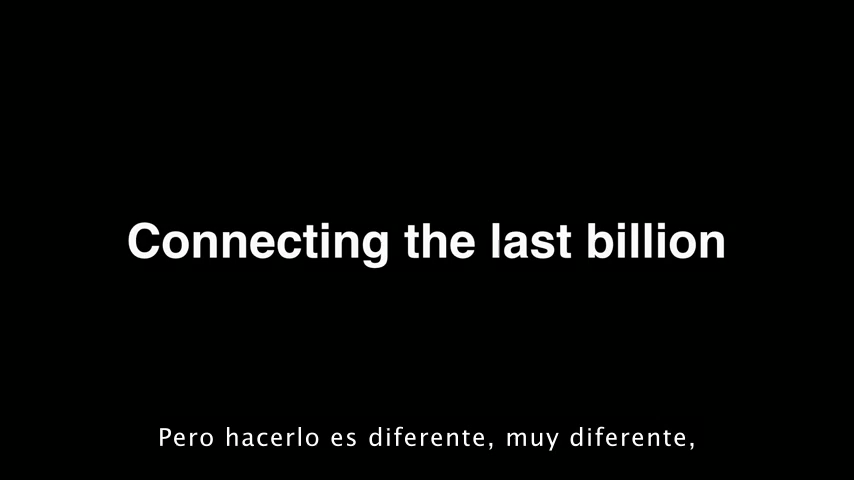 Connecting the last billion
Pero hacerlo es diferente, muy diferente,